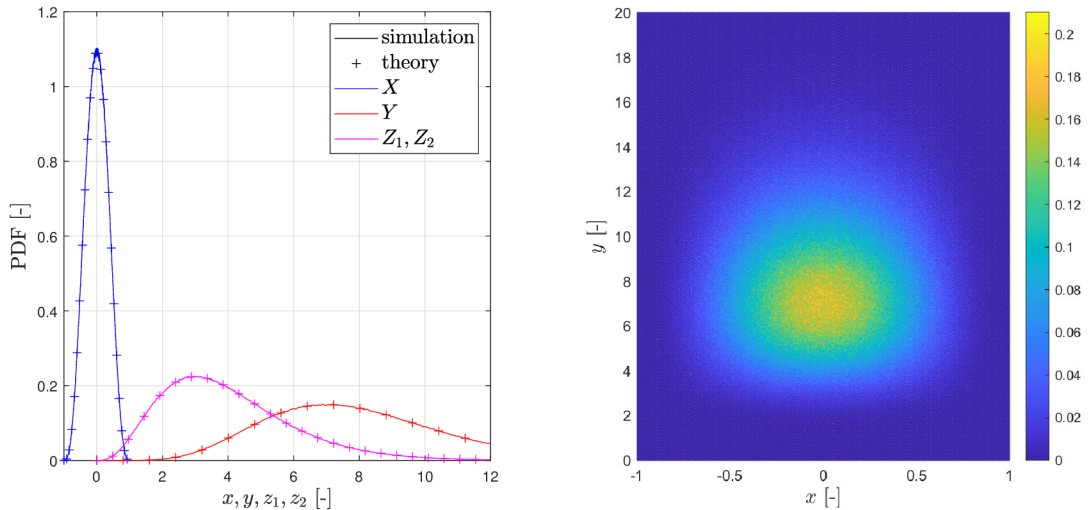 PDF [-]
1.2
1
0.8
0.6
0.4
0.2
0
0 2 4 6 8 10 12
x, y, z₁, z₂ [-]
simulation
theory
X
Y
Z₁, Z₂
y [-]
20
18
16
14
12
10
8
6
4
2
0
-1 -0.5 0 0.5 1
x [-]
0.2
0.18
0.16
0.14
0.12
0.1
0.08
0.06
0.04
0.02
0